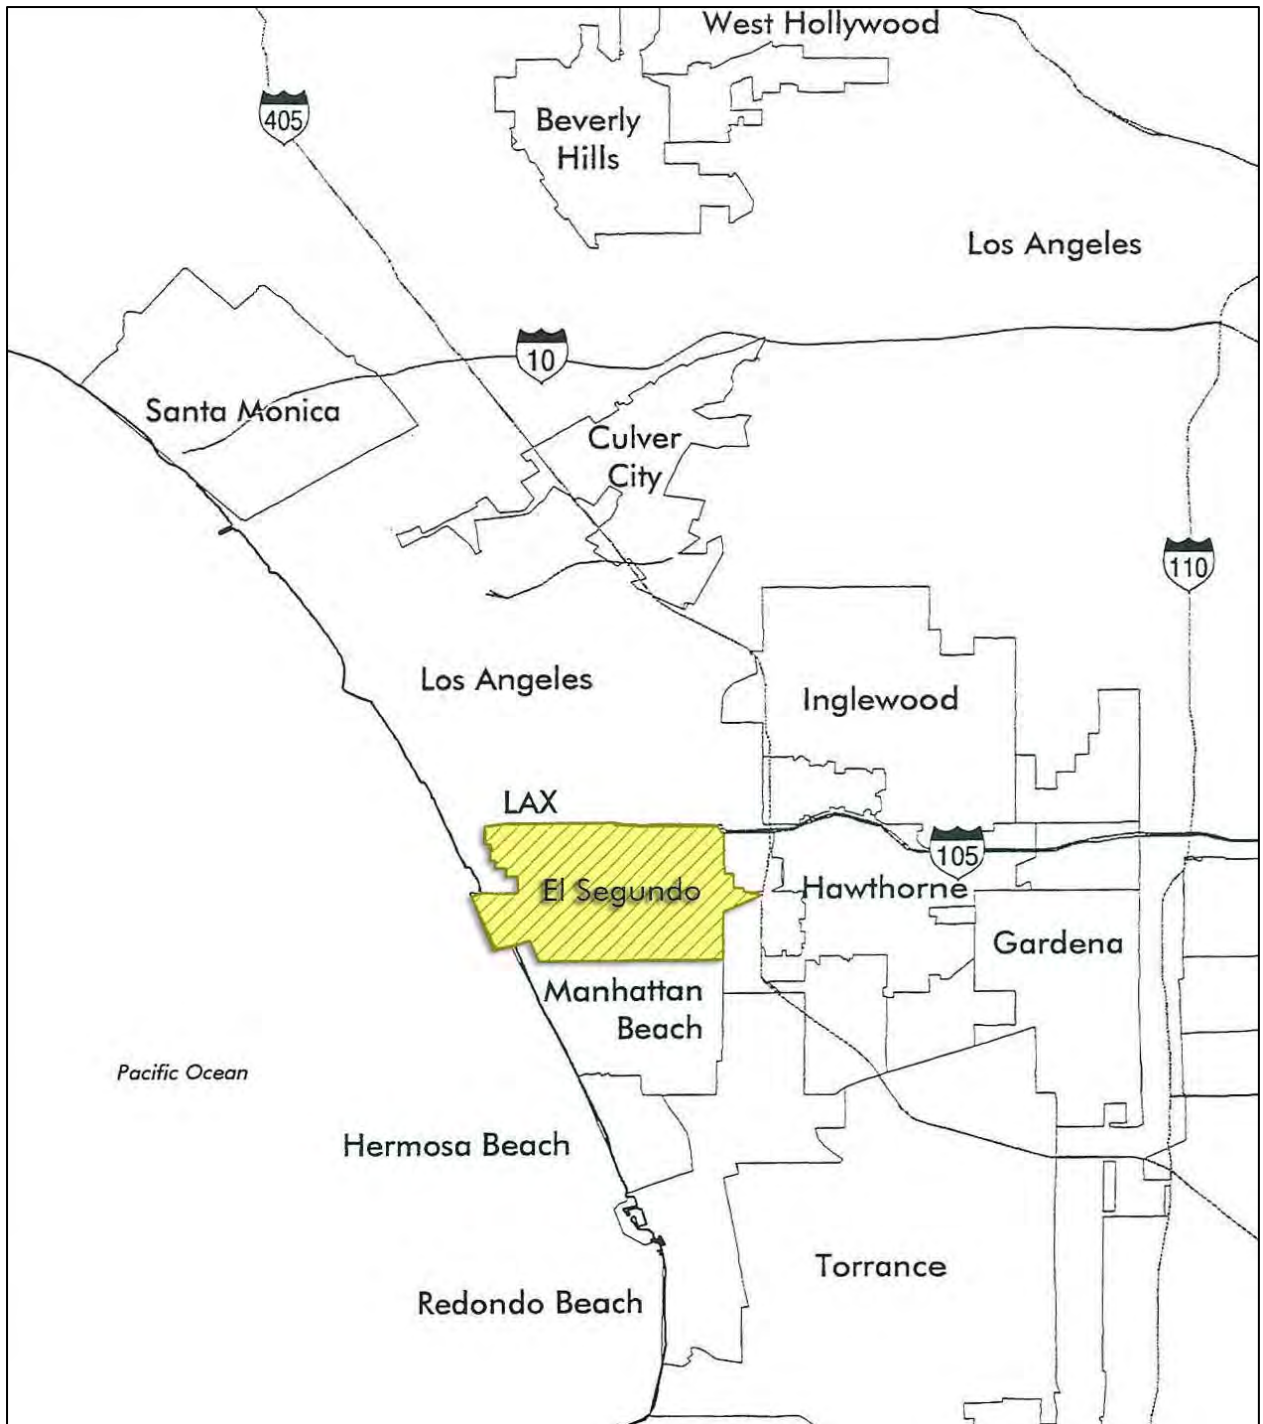 West Hollywood
405
Beverly
Hills
Los Angeles
10
Santa Monica
Culver
City
110
Los Angeles
Inglewood
LAX
105
El Segundo
Hawthorne
Gardena
Manhattan
Beach
Pacific Ocean
Hermosa Beach
Torrance
Redondo Beach